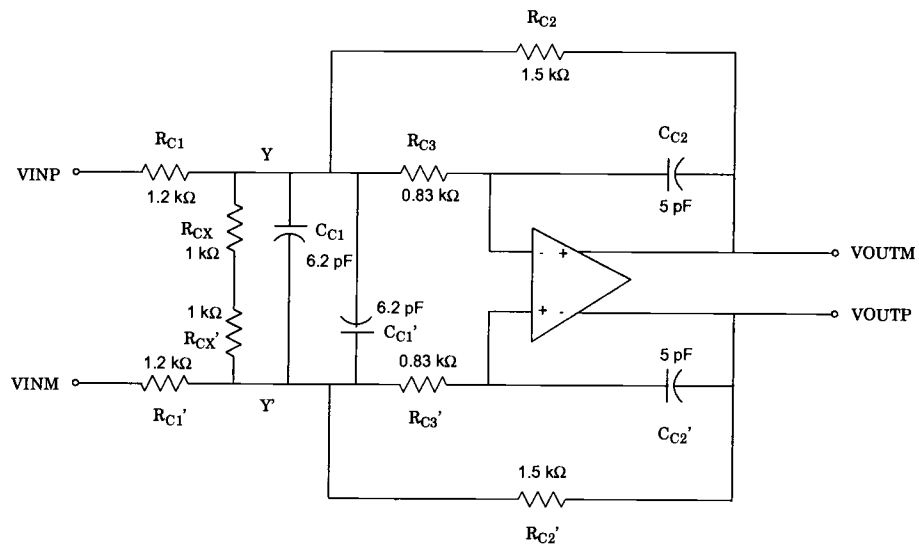 R_C2
1.5 kΩ
R_C1
Y
R_C3
C_C2
VINP
1.2 kΩ
0.83 kΩ
5 pF
R_CX
1 kΩ
C_C1
6.2 pF
- +
VOUTM
1 kΩ
R_CX'
6.2 pF
C_C1'
+ -
VOUTP
1.2 kΩ
0.83 kΩ
5 pF
VINM
R_C1'
Y'
R_C3'
C_C2'
1.5 kΩ
R_C2'